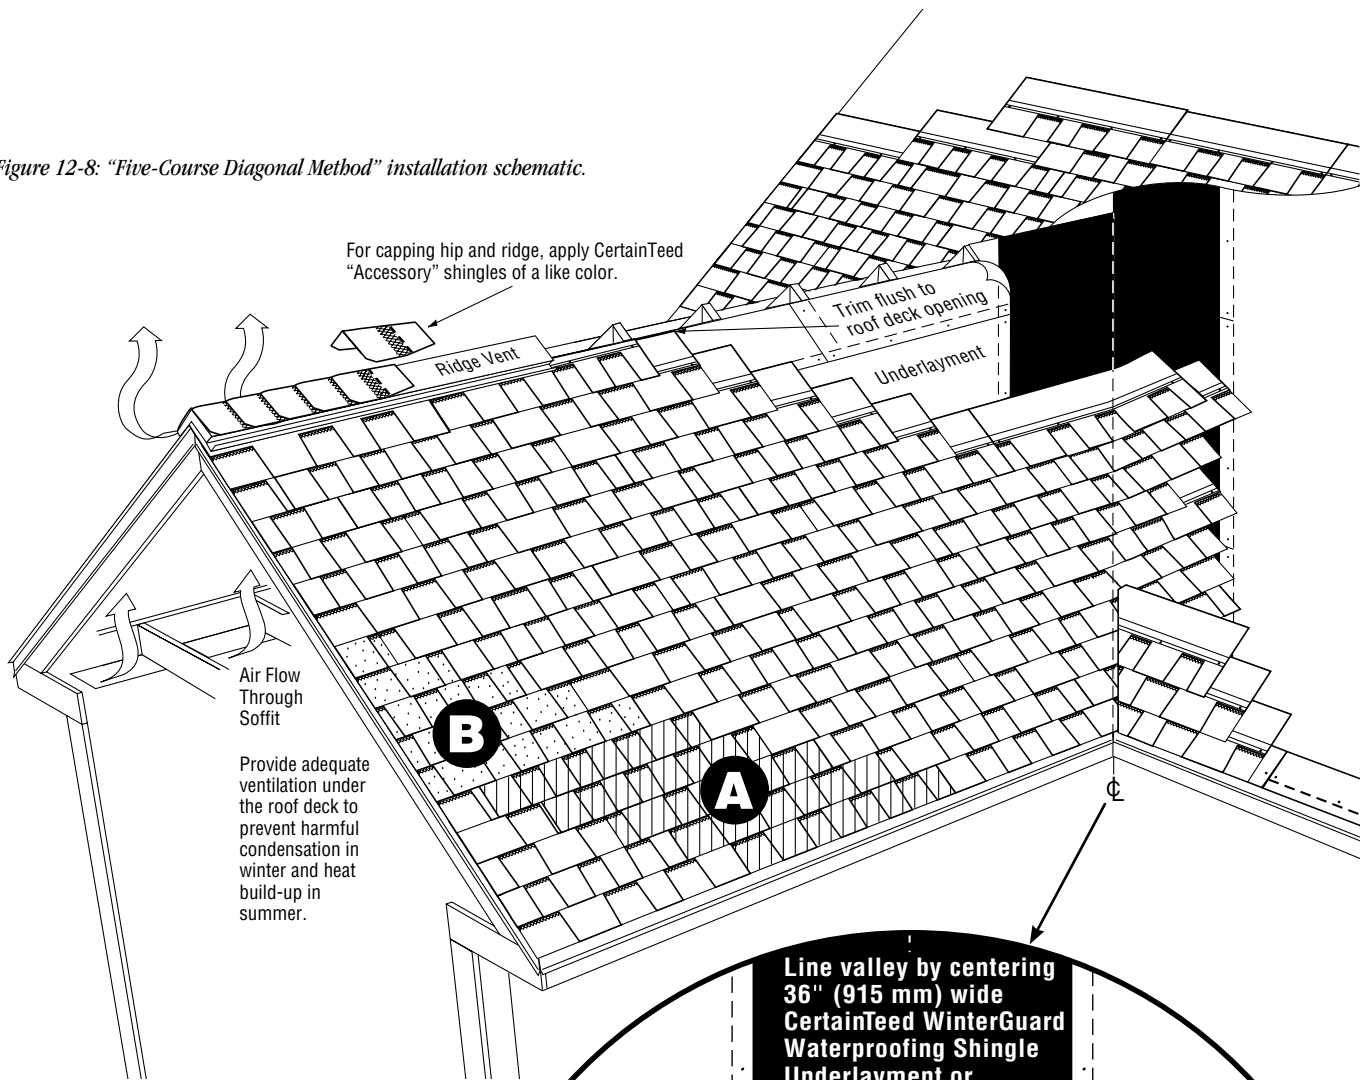 Figure 12-8: “Five-Course Diagonal Method” installation schematic.
For capping hip and ridge, apply CertainTeed
“Accessory” shingles of a like color.
Trim flush to
roof deck opening
Ridge Vent
Underlayment
Air Flow
Through
Soffit
B
A
Provide adequate
ventilation under
the roof deck to
prevent harmful
condensation in
winter and heat
build-up in
summer.
℄
Line valley by centering
36" (915 mm) wide
CertainTeed WinterGuard
Waterproofing Shingle
Underlayment or